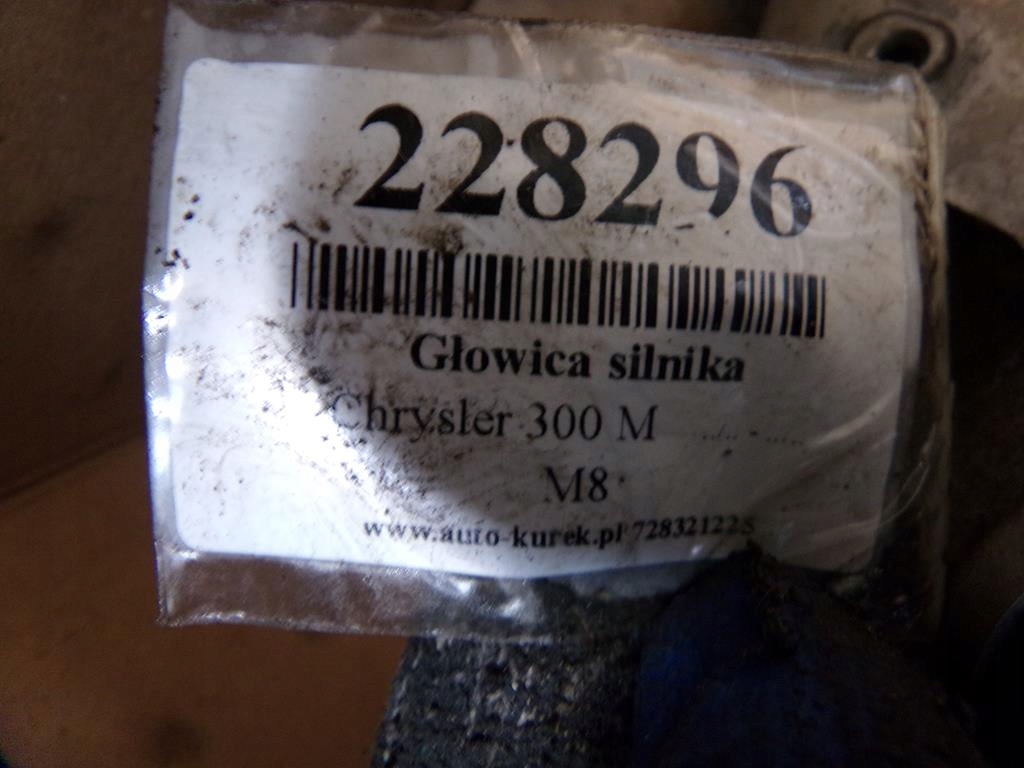 228296
Głowica silnika
Chrysler 300 M ..... - .....
M8
www.auto-kurek.pl 728321225